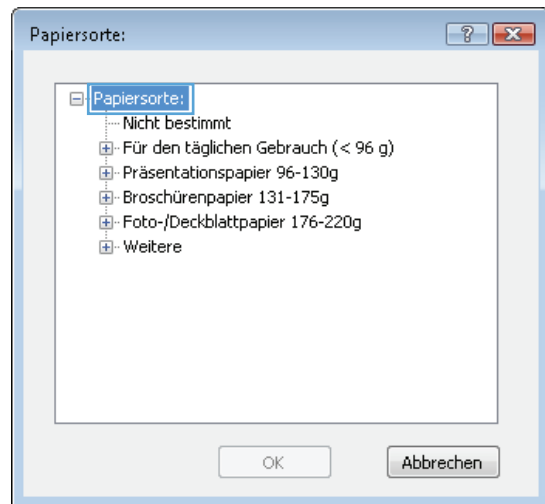 Papiersorte:
Papiersorte:
Nicht bestimmt
Für den täglichen Gebrauch (< 96 g)
Präsentationspapier 96-130g
Broschürenpapier 131-175g
Foto-/Deckblattpapier 176-220g
Weitere
OK
Abbrechen